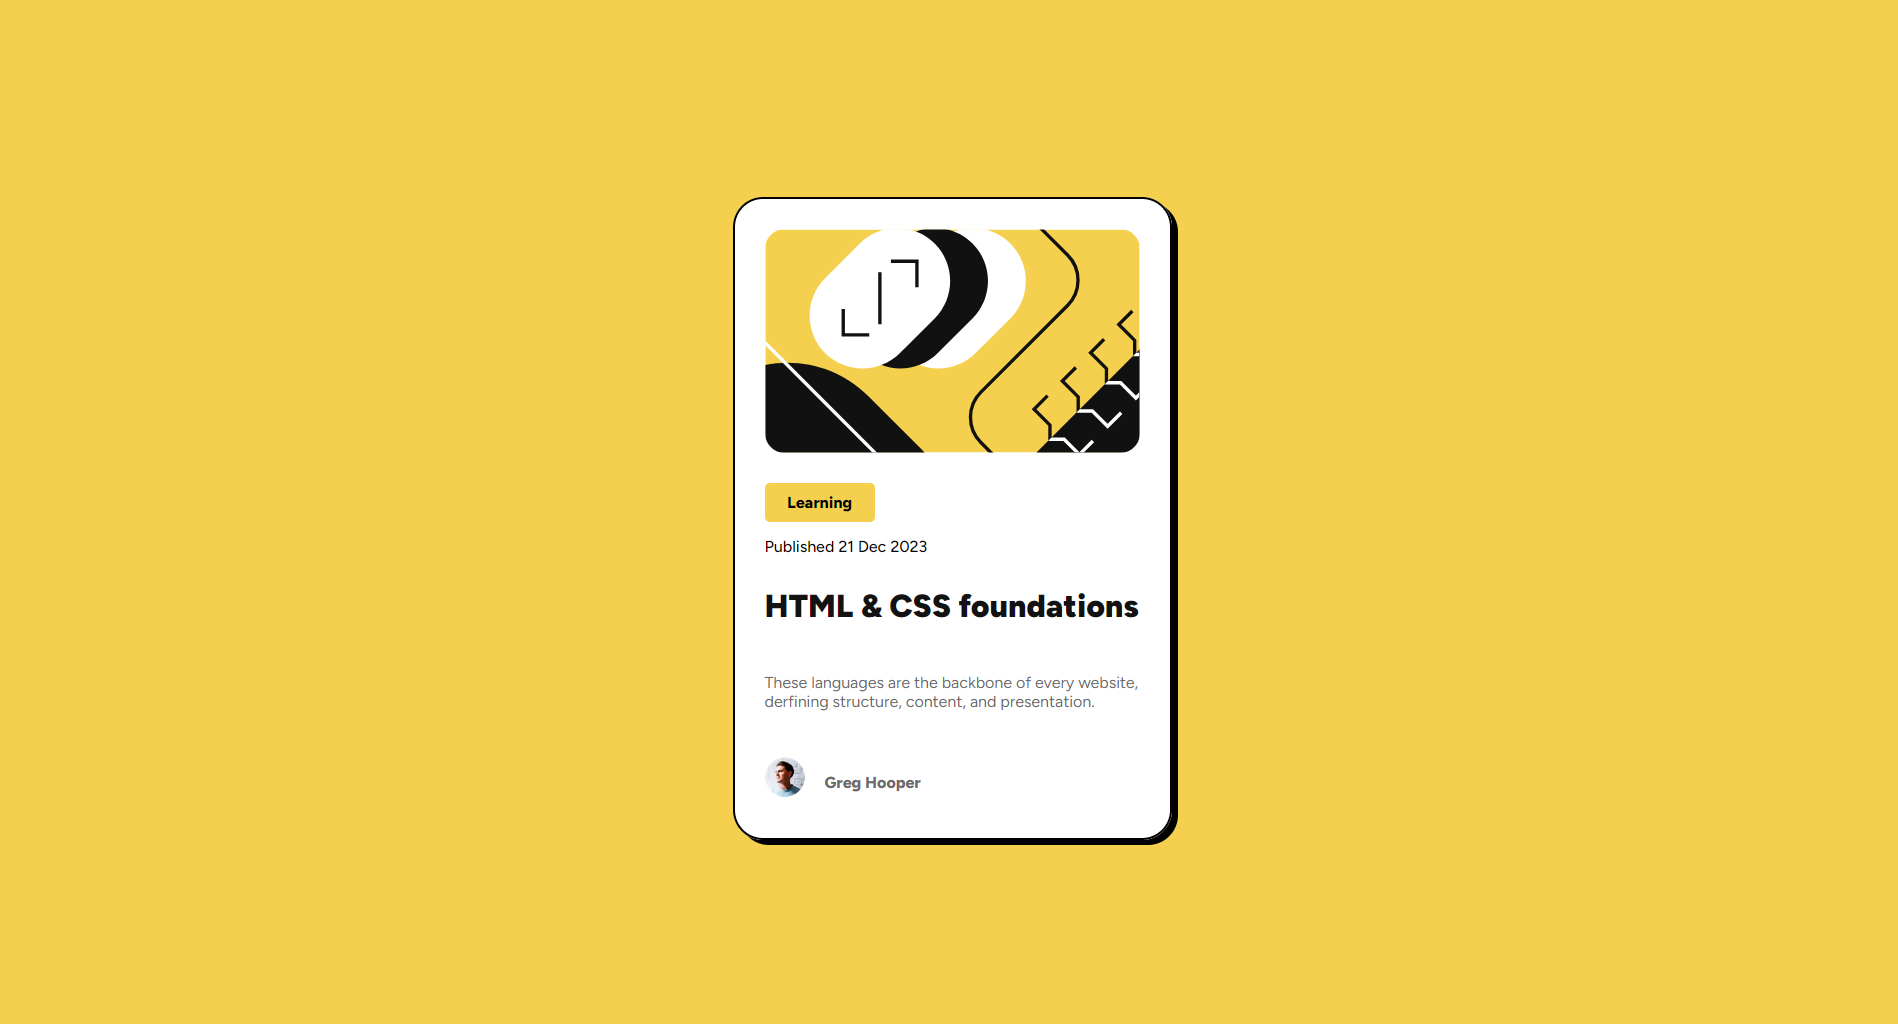 Learning
Published 21 Dec 2023
HTML & CSS foundations
These languages are the backbone of every website,
derfining structure, content, and presentation.
Greg Hooper